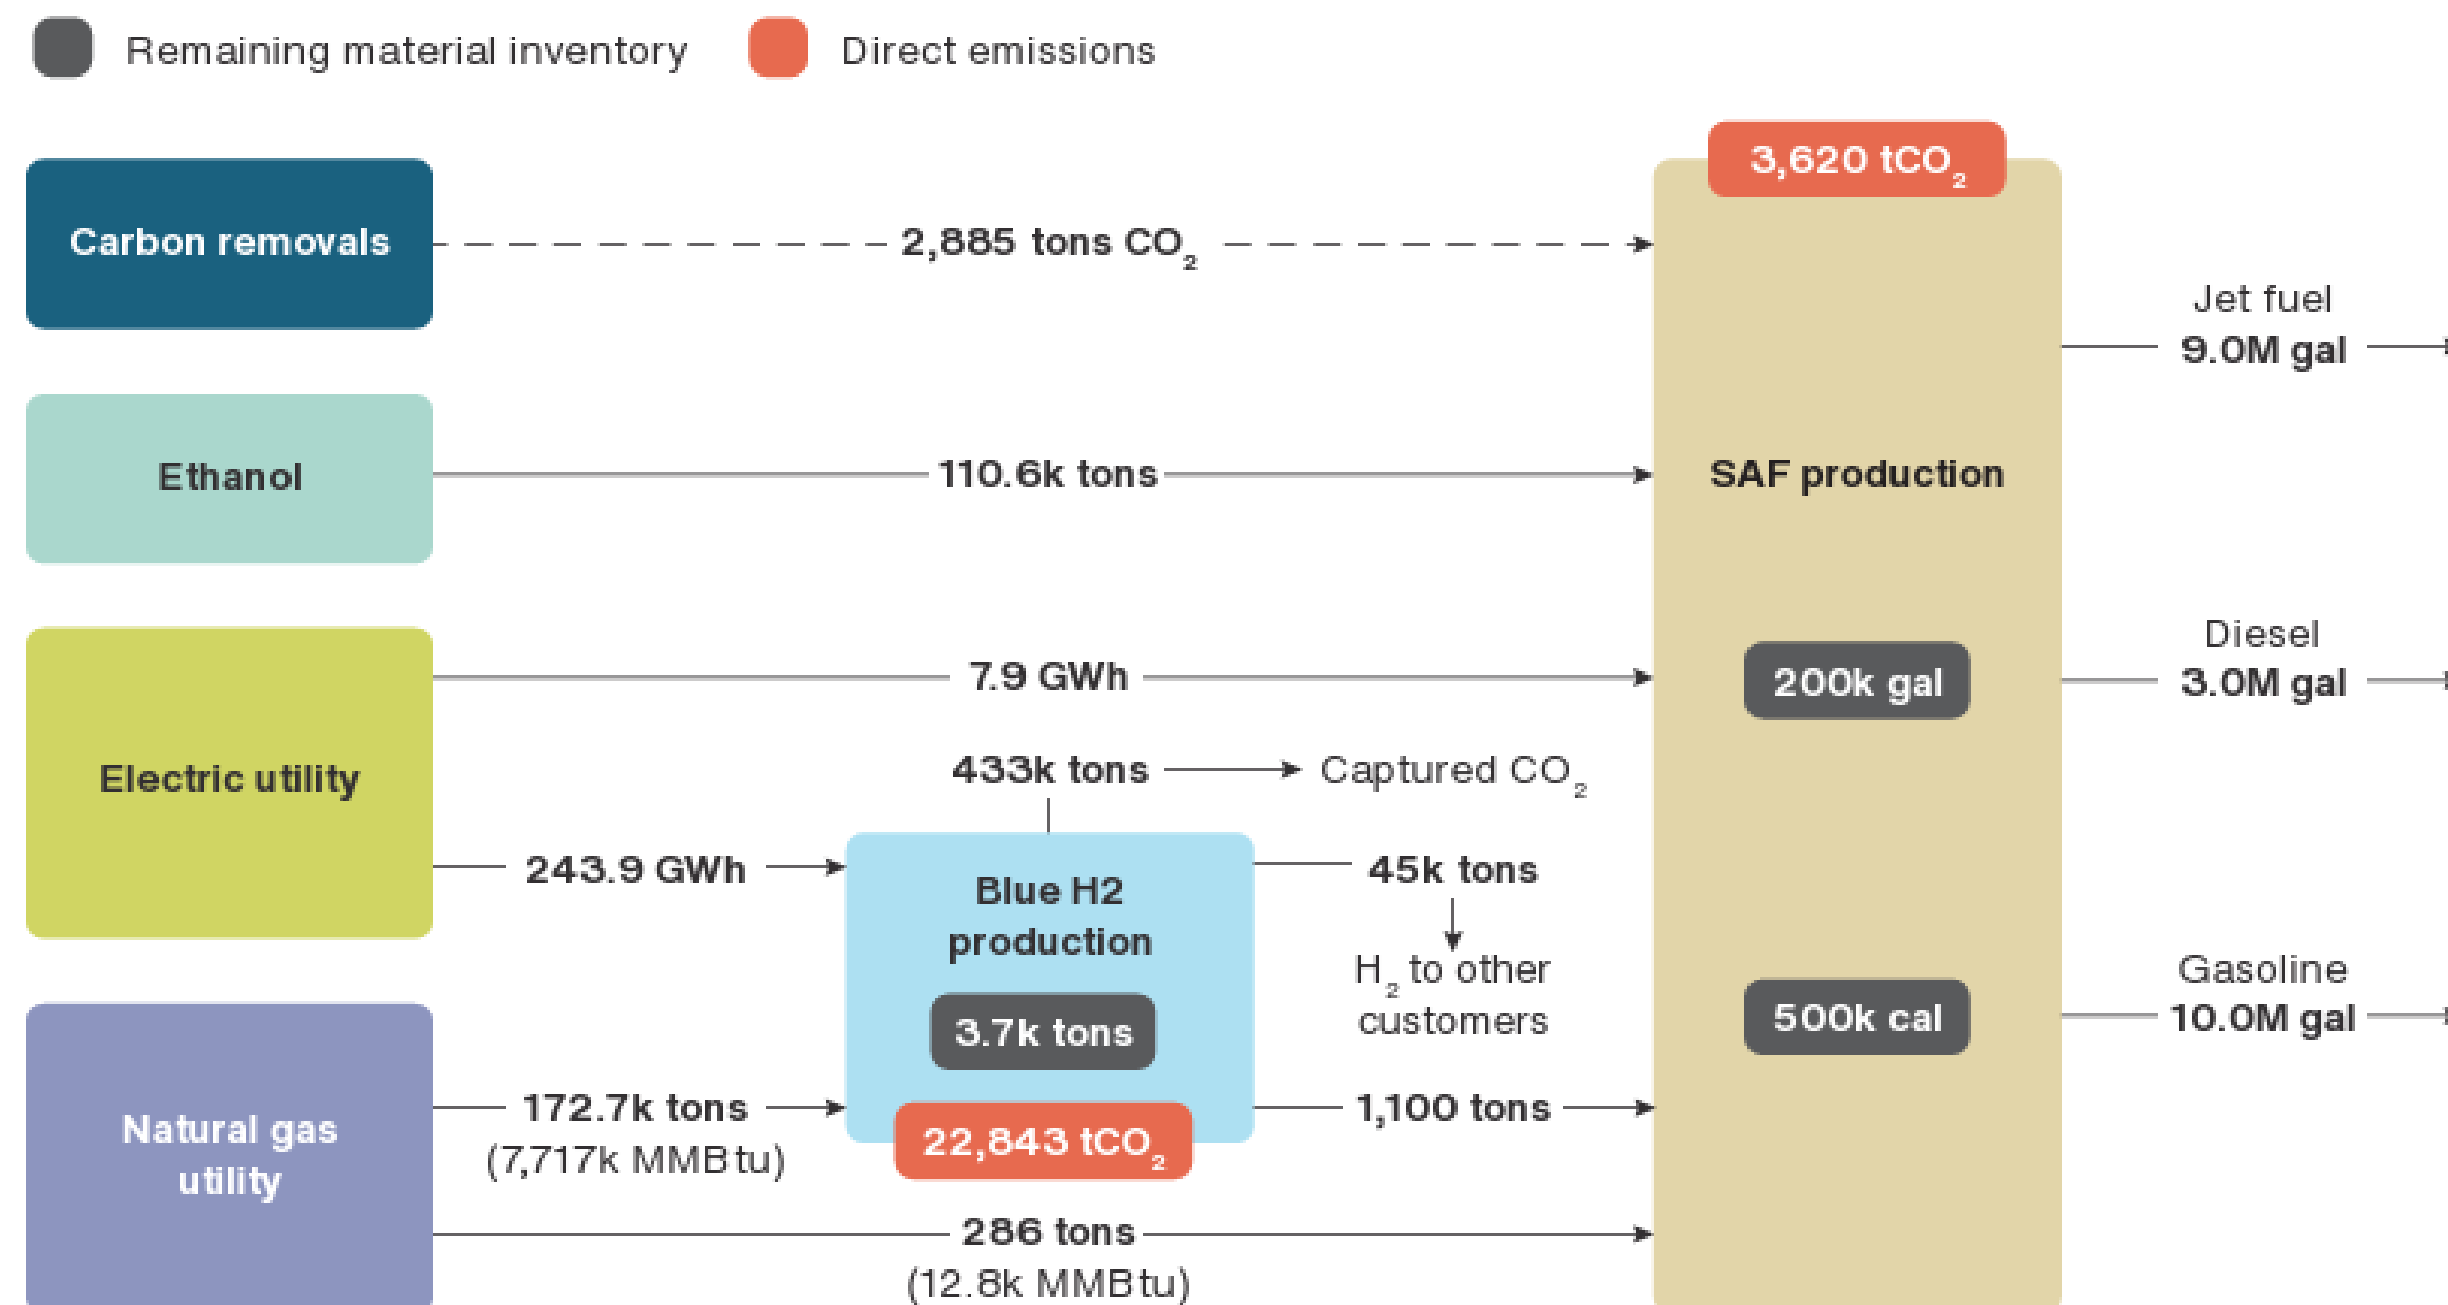 Remaining material inventory
Direct emissions
3,620 tCO₂
Carbon removals
2,885 tons CO₂
Jet fuel
9.0M gal
Ethanol
110.6k tons
SAF production
Electric utility
7.9 GWh
200k gal
Diesel
3.0M gal
433k tons
Captured CO₂
243.9 GWh
Blue H2
production
45k tons
H₂ to other
customers
3.7k tons
500k cal
Gasoline
10.0M gal
Natural gas
utility
172.7k tons
(7,717k MMBtu)
22,843 tCO₂
1,100 tons
286 tons
(12.8k MMBtu)